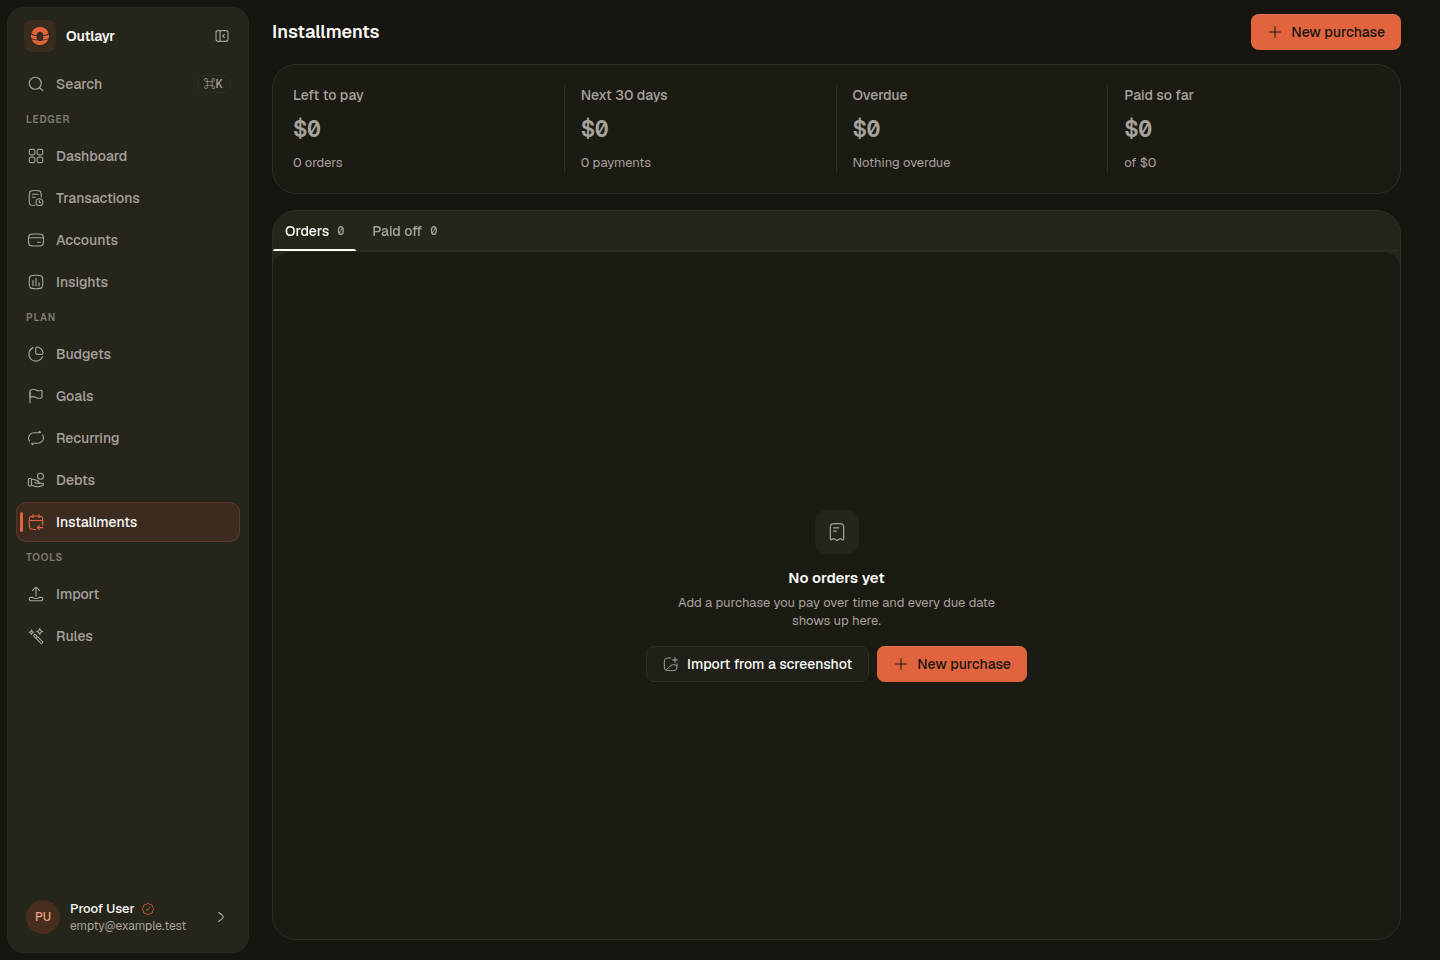 Outlayr
Search ⌘K
LEDGER
Dashboard
Transactions
Accounts
Insights
PLAN
Budgets
Goals
Recurring
Debts
Installments
TOOLS
Import
Rules
PU
Proof User
empty@example.test
Installments
New purchase
Left to pay
$0
0 orders
Next 30 days
$0
0 payments
Overdue
$0
Nothing overdue
Paid so far
$0
of $0
Orders 0
Paid off 0
No orders yet
Add a purchase you pay over time and every due date
shows up here.
Import from a screenshot
New purchase